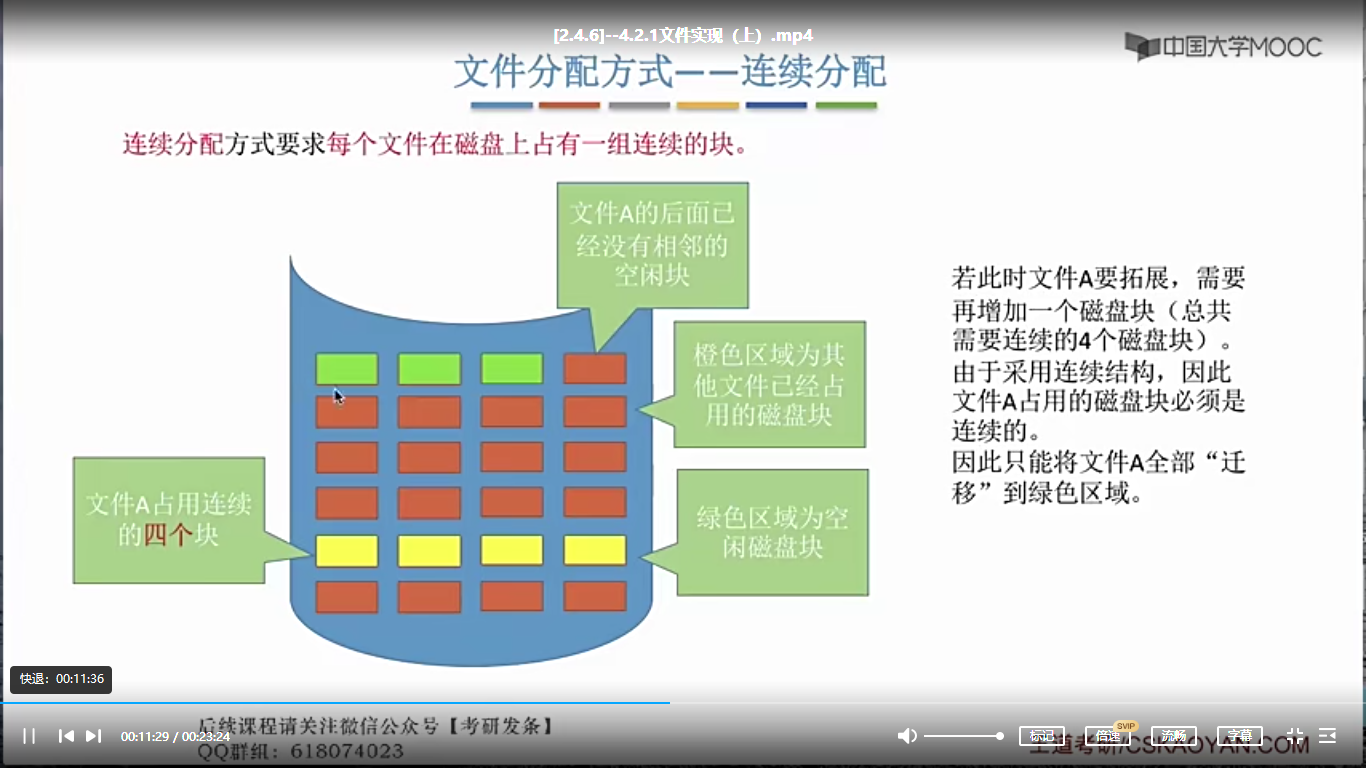 [2.4.6]--4.2.1文件实现（上）.mp4
中国大学MOOC
文件分配方式——连续分配
连续分配方式要求每个文件在磁盘上占有一组连续的块。
文件A的后面已
经没有相邻的
空闲块
橙色区域为其
他文件已经占
用的磁盘块
文件A占用连续
的四个块
绿色区域为空
闲磁盘块
若此时文件A要拓展，需要
再增加一个磁盘块（总共
需要连续的4个磁盘块）。
由于采用连续结构，因此
文件A占用的磁盘块必须是
连续的。
因此只能将文件A全部“迁
移”到绿色区域。
快退：00:11:36
后续课程请关注微信公众号【考研发条】
QQ群组：618074023
00:11:29 / 00:23:24
标记
倍速
SVIP
流畅
字幕
王道考研/CSKAOYAN.COM